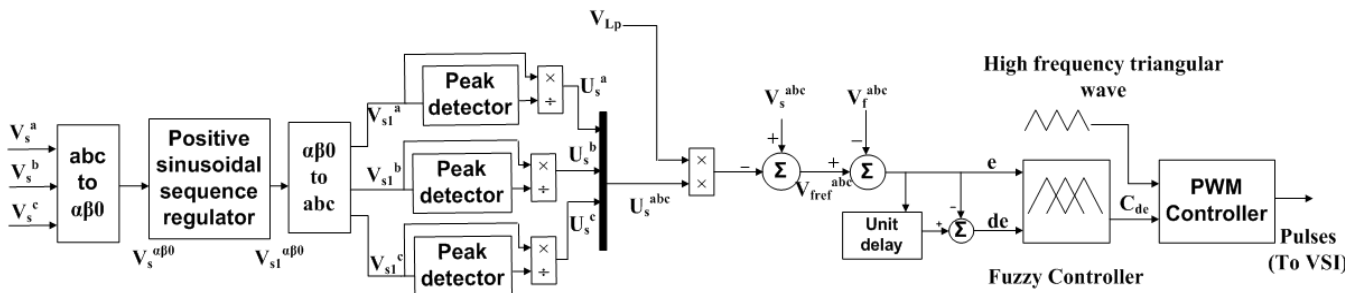 V_s^a
V_s^b
V_s^c
abc
to
αβ0
V_s^αβ0
Positive
sinusoidal
sequence
regulator
V_s1^αβ0
αβ0
to
abc
V_s1^a
Peak
detector
×
÷
U_s^a
V_s1^b
Peak
detector
×
÷
U_s^b
V_s1^c
Peak
detector
×
÷
U_s^c
U_s^abc
V_Lp
×
×
−
V_s^abc
+
Σ
V_fref^abc
+
V_f^abc
−
Σ
Unit
delay
+
−
Σ
e
de
Fuzzy Controller
High frequency triangular
wave
C_de
PWM
Controller
Pulses
(To VSI)